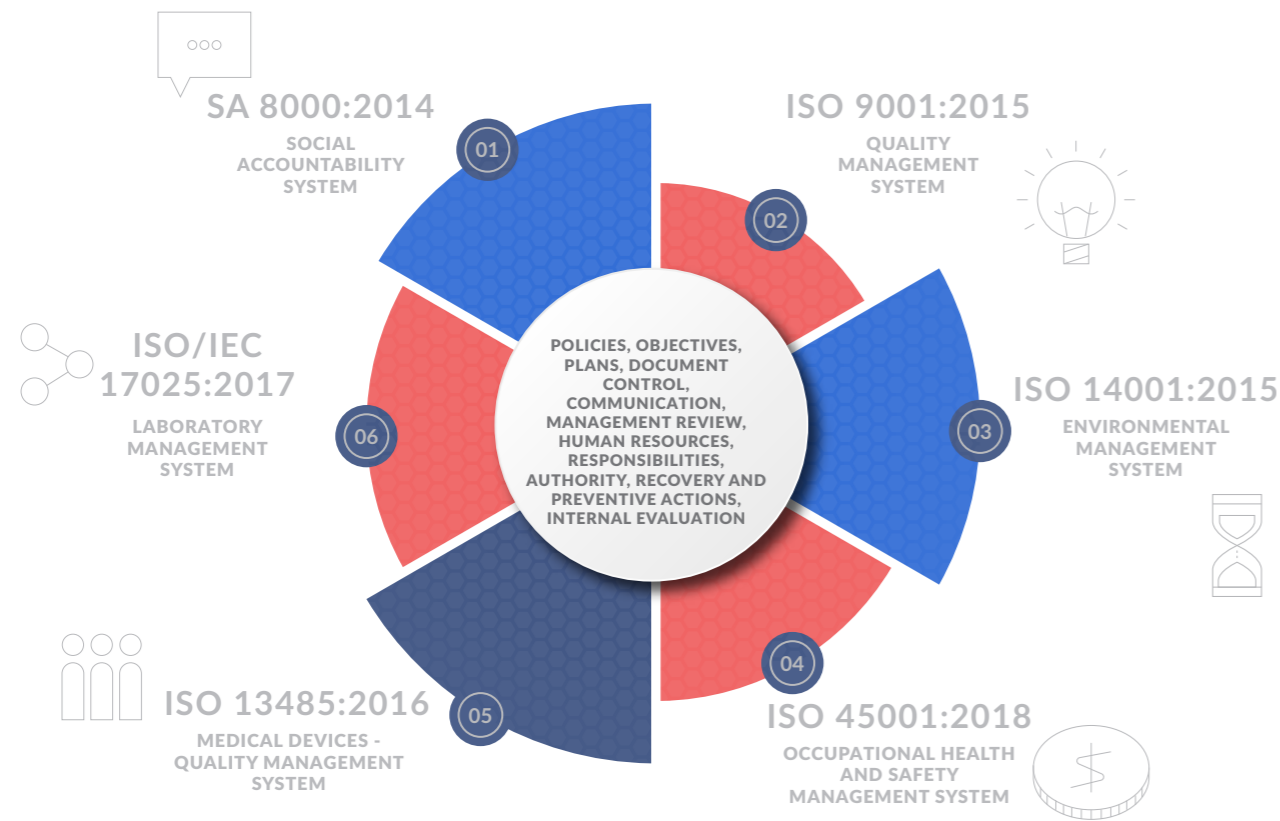 SA 8000:2014
SOCIAL
ACCOUNTABILITY
SYSTEM
01
ISO 9001:2015
QUALITY
MANAGEMENT
SYSTEM
02
ISO 14001:2015
ENVIRONMENTAL
MANAGEMENT
SYSTEM
03
ISO 45001:2018
OCCUPATIONAL HEALTH
AND SAFETY
MANAGEMENT SYSTEM
04
ISO 13485:2016
MEDICAL DEVICES -
QUALITY MANAGEMENT
SYSTEM
05
ISO/IEC
17025:2017
LABORATORY
MANAGEMENT
SYSTEM
06
POLICIES, OBJECTIVES,
PLANS, DOCUMENT
CONTROL,
COMMUNICATION,
MANAGEMENT REVIEW,
HUMAN RESOURCES,
RESPONSIBILITIES,
AUTHORITY, RECOVERY AND
PREVENTIVE ACTIONS,
INTERNAL EVALUATION